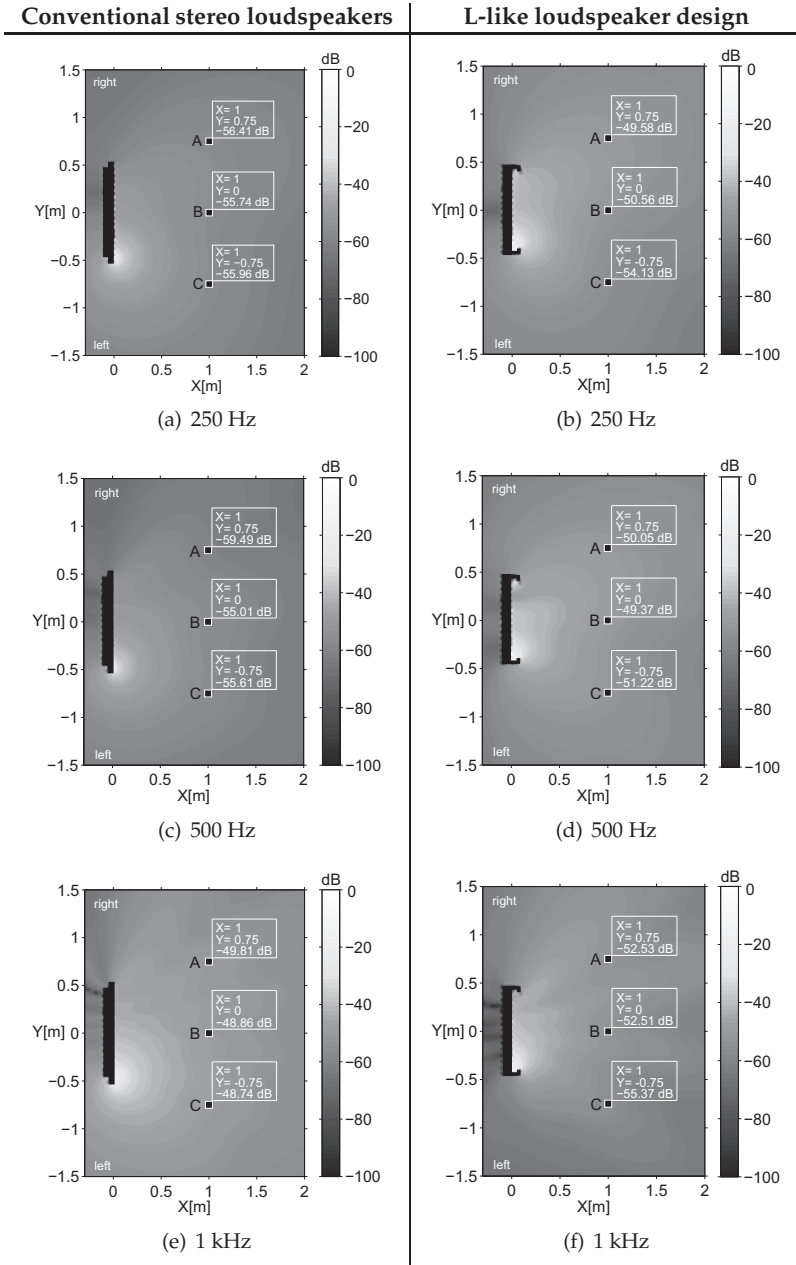 Conventional stereo loudspeakers
L-like loudspeaker design
dB
1.5
1
0.5
Y[m] 0
−0.5
−1
−1.5
right
left
A
X= 1
Y= 0.75
−56.41 dB
B
X= 1
Y= 0
−55.74 dB
C
X= 1
Y= −0.75
−55.96 dB
0
−20
−40
−60
−80
−100
0 0.5 1 1.5 2
X[m]
(a) 250 Hz
dB
1.5
1
0.5
Y[m] 0
−0.5
−1
−1.5
right
left
A
X= 1
Y= 0.75
−49.58 dB
B
X= 1
Y= 0
−50.56 dB
C
X= 1
Y= -0.75
−54.13 dB
0
−20
−40
−60
−80
−100
0 0.5 1 1.5 2
X[m]
(b) 250 Hz
dB
1.5
1
0.5
Y[m] 0
−0.5
−1
−1.5
right
left
A
X= 1
Y= 0.75
−59.49 dB
B
X= 1
Y= 0
−55.01 dB
C
X= 1
Y= -0.75
−55.61 dB
0
−20
−40
−60
−80
−100
0 0.5 1 1.5 2
X[m]
(c) 500 Hz
dB
1.5
1
0.5
Y[m] 0
−0.5
−1
−1.5
right
left
A
X= 1
Y= 0.75
−50.05 dB
B
X= 1
Y= 0
−49.37 dB
C
X= 1
Y= -0.75
−51.22 dB
0
−20
−40
−60
−80
−100
0 0.5 1 1.5 2
X[m]
(d) 500 Hz
dB
1.5
1
0.5
Y[m] 0
−0.5
−1
−1.5
right
left
A
X= 1
Y= 0.75
−49.81 dB
B
X= 1
Y= 0
−48.86 dB
C
X= 1
Y= -0.75
−48.74 dB
0
−20
−40
−60
−80
−100
0 0.5 1 1.5 2
X[m]
(e) 1 kHz
dB
1.5
1
0.5
Y[m] 0
−0.5
−1
−1.5
right
left
A
X= 1
Y= 0.75
−52.53 dB
B
X= 1
Y= 0
−52.51 dB
C
X= 1
Y= -0.75
−55.37 dB
0
−20
−40
−60
−80
−100
0 0.5 1 1.5 2
X[m]
(f) 1 kHz